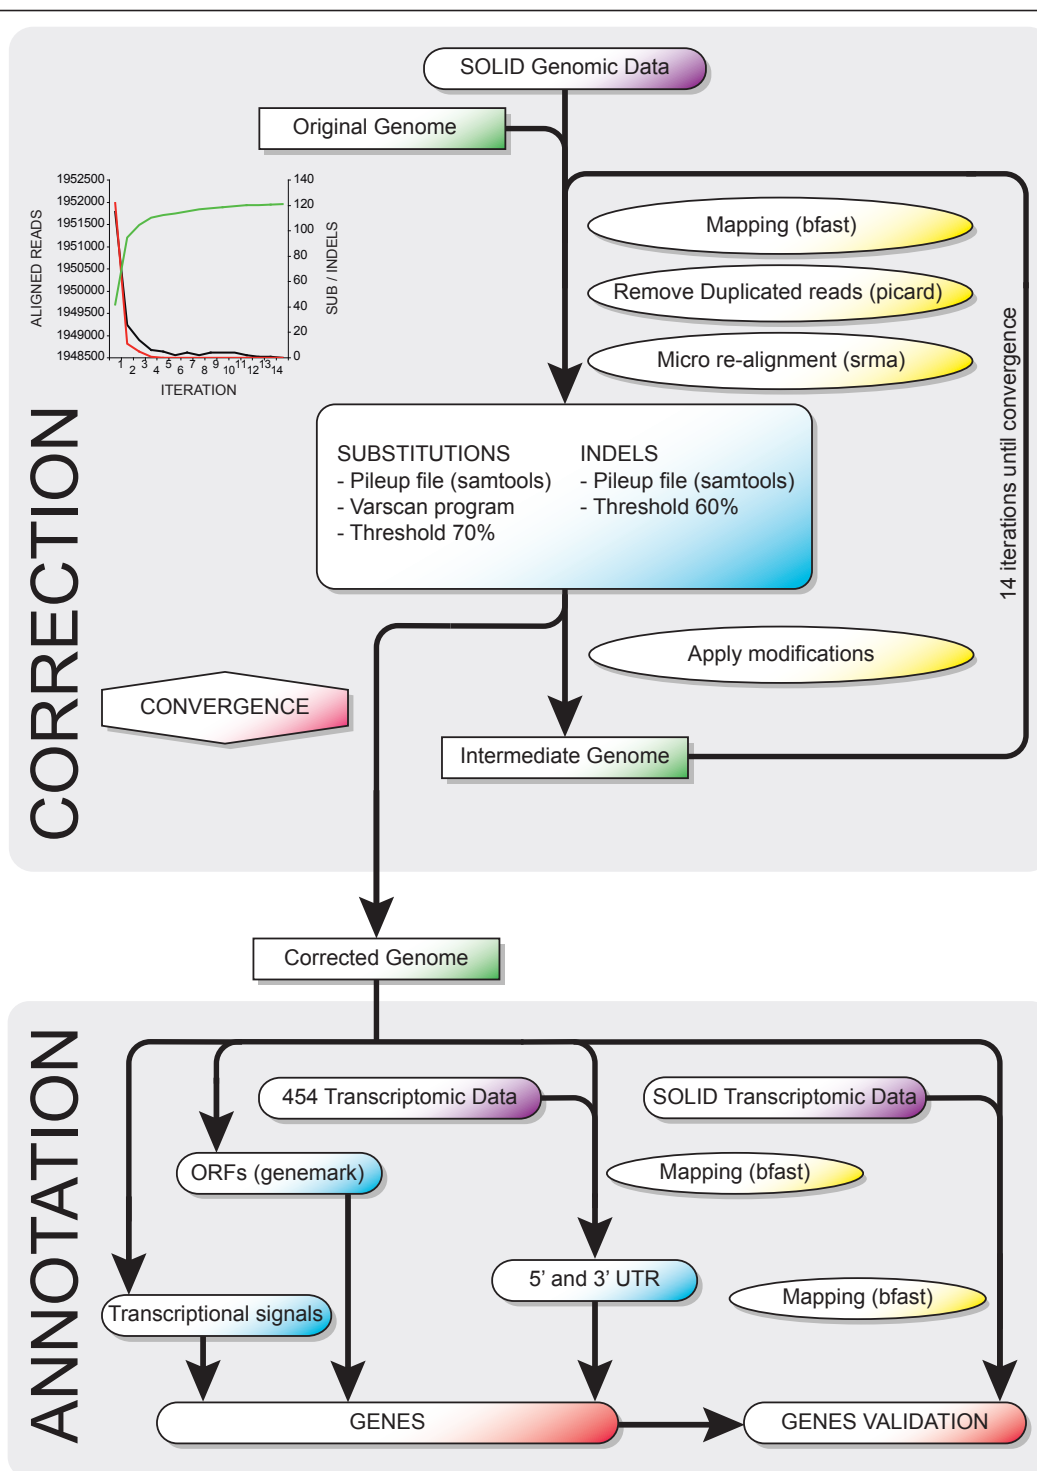 SOLID Genomic Data
Original Genome
1952500
1952000
1951500
1951000
1950500
1950000
1949500
1949000
1948500
ALIGNED READS
140
120
100
80
60
40
20
0
SUB / INDELS
1 2 3 4 5 6 7 8 9 10 11 12 13 14
ITERATION
Mapping (bfast)
Remove Duplicated reads (picard)
Micro re-alignment (srma)
14 iterations until convergence
CORRECTION
SUBSTITUTIONS
- Pileup file (samtools)
- Varscan program
- Threshold 70%
INDELS
- Pileup file (samtools)
- Threshold 60%
Apply modifications
CONVERGENCE
Intermediate Genome
Corrected Genome
ANNOTATION
454 Transcriptomic Data
SOLID Transcriptomic Data
ORFs (genemark)
Mapping (bfast)
5' and 3' UTR
Mapping (bfast)
Transcriptional signals
GENES
GENES VALIDATION